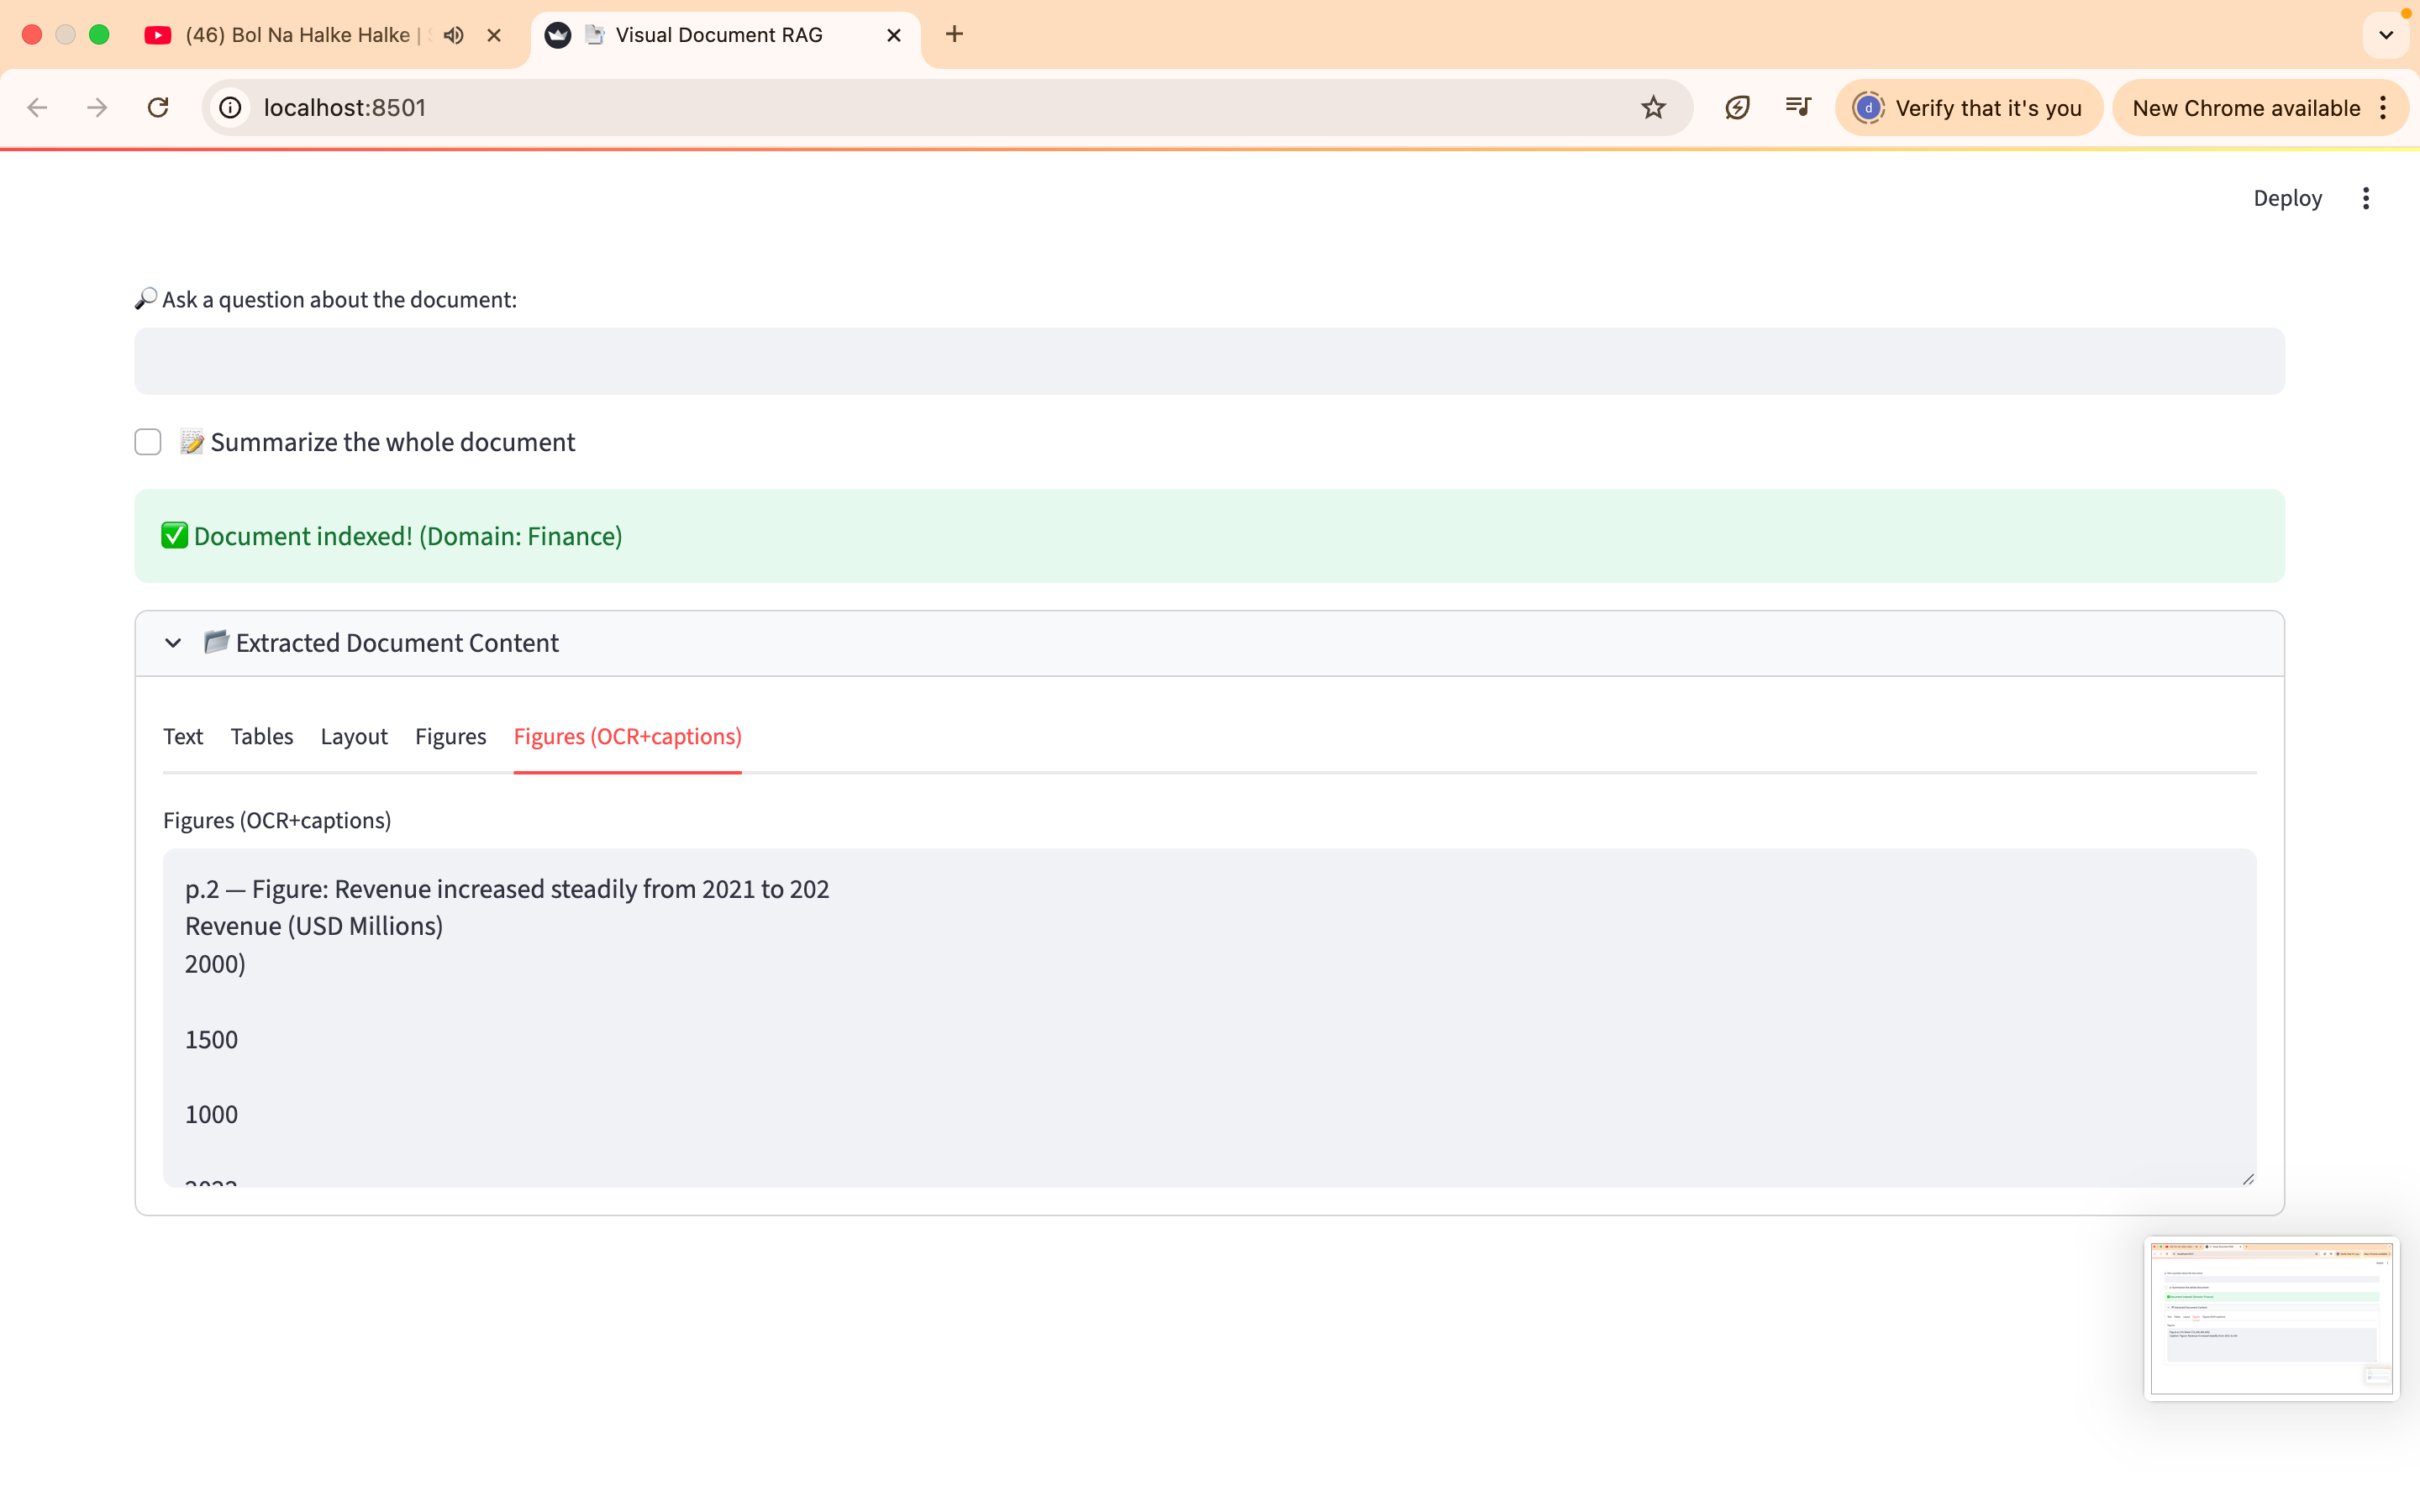 (46) Bol Na Halke Halke |
Visual Document RAG
localhost:8501
d
Verify that it's you
New Chrome available
Deploy
Ask a question about the document:
Summarize the whole document
Document indexed! (Domain: Finance)
Extracted Document Content
Text Tables Layout Figures Figures (OCR+captions)
Figures (OCR+captions)
p.2 — Figure: Revenue increased steadily from 2021 to 202
Revenue (USD Millions)
2000)
1500
1000